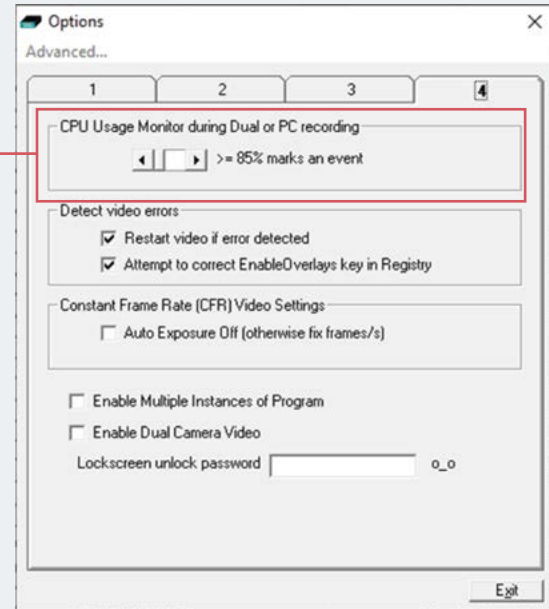 Options
Advanced...
1 2 3 4
CPU Usage Monitor during Dual or PC recording
>= 85% marks an event
Detect video errors
Restart video if error detected
Attempt to correct EnableOverlays key in Registry
Constant Frame Rate (CFR) Video Settings
Auto Exposure Off (otherwise fix frames/s)
Enable Multiple Instances of Program
Enable Dual Camera Video
Lockscreen unlock password o_o
Exit